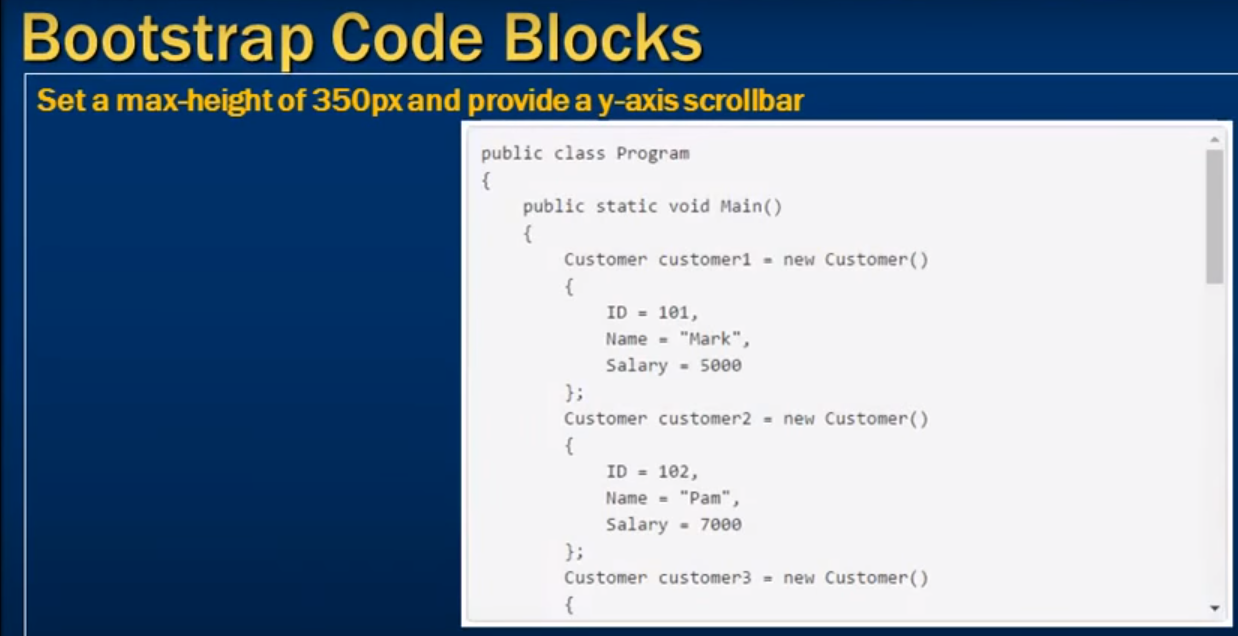 Bootstrap Code Blocks
Set a max-height of 350px and provide a y-axis scrollbar
public class Program
{
    public static void Main()
    {
        Customer customer1 = new Customer()
        {
            ID = 101,
            Name = "Mark",
            Salary = 5000
        };
        Customer customer2 = new Customer()
        {
            ID = 102,
            Name = "Pam",
            Salary = 7000
        };
        Customer customer3 = new Customer()
        {